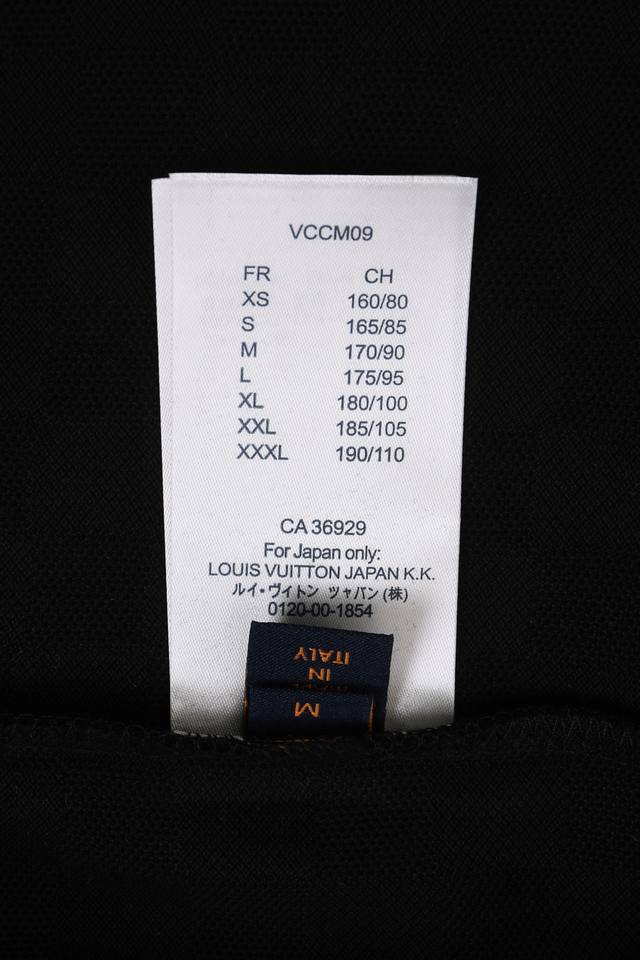 VCCM09
FR CH
XS 160/80
S 165/85
M 170/90
L 175/95
XL 180/100
XXL 185/105
XXXL 190/110
CA 36929
For Japan only:
LOUIS VUITTON JAPAN K.K.
ルイ・ヴィトン ツャパン (株)
0120-00-1854
ITALY
IN
M